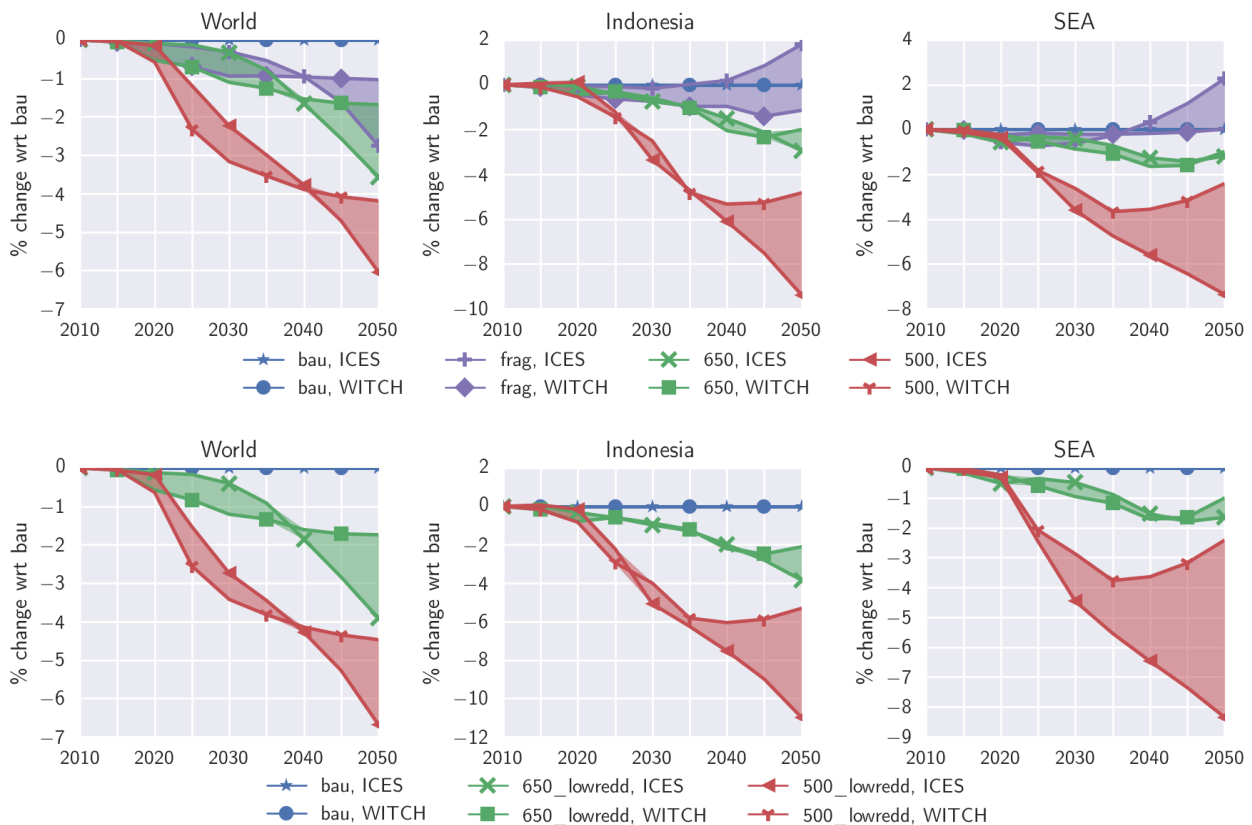 World Indonesia SEA
% change wrt bau
0
−1
−2
−3
−4
−5
−6
−7
2010 2020 2030 2040 2050
% change wrt bau
2
0
−2
−4
−6
−8
−10
2010 2020 2030 2040 2050
% change wrt bau
4
2
0
−2
−4
−6
−8
2010 2020 2030 2040 2050
bau, ICES frag, ICES 650, ICES 500, ICES
bau, WITCH frag, WITCH 650, WITCH 500, WITCH
World Indonesia SEA
% change wrt bau
0
−1
−2
−3
−4
−5
−6
−7
2010 2020 2030 2040 2050
% change wrt bau
2
0
−2
−4
−6
−8
−10
−12
2010 2020 2030 2040 2050
% change wrt bau
0
−1
−2
−3
−4
−5
−6
−7
−8
−9
2010 2020 2030 2040 2050
bau, ICES 650_lowredd, ICES 500_lowredd, ICES
bau, WITCH 650_lowredd, WITCH 500_lowredd, WITCH